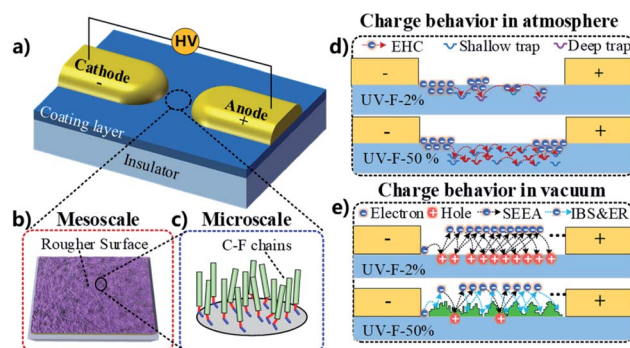 a)
HV
Cathode
-
Anode
+
Coating layer
Insulator
b) Mesoscale
Rougher Surface
c) Microscale
C-F chains
Charge behavior in atmosphere
d)
EHC Shallow trap Deep trap
- +
UV-F-2%
UV-F-50 %
Charge behavior in vacuum
e)
Electron Hole SEEA IBS&ER
- +
UV-F-2%
- +
UV-F-50%